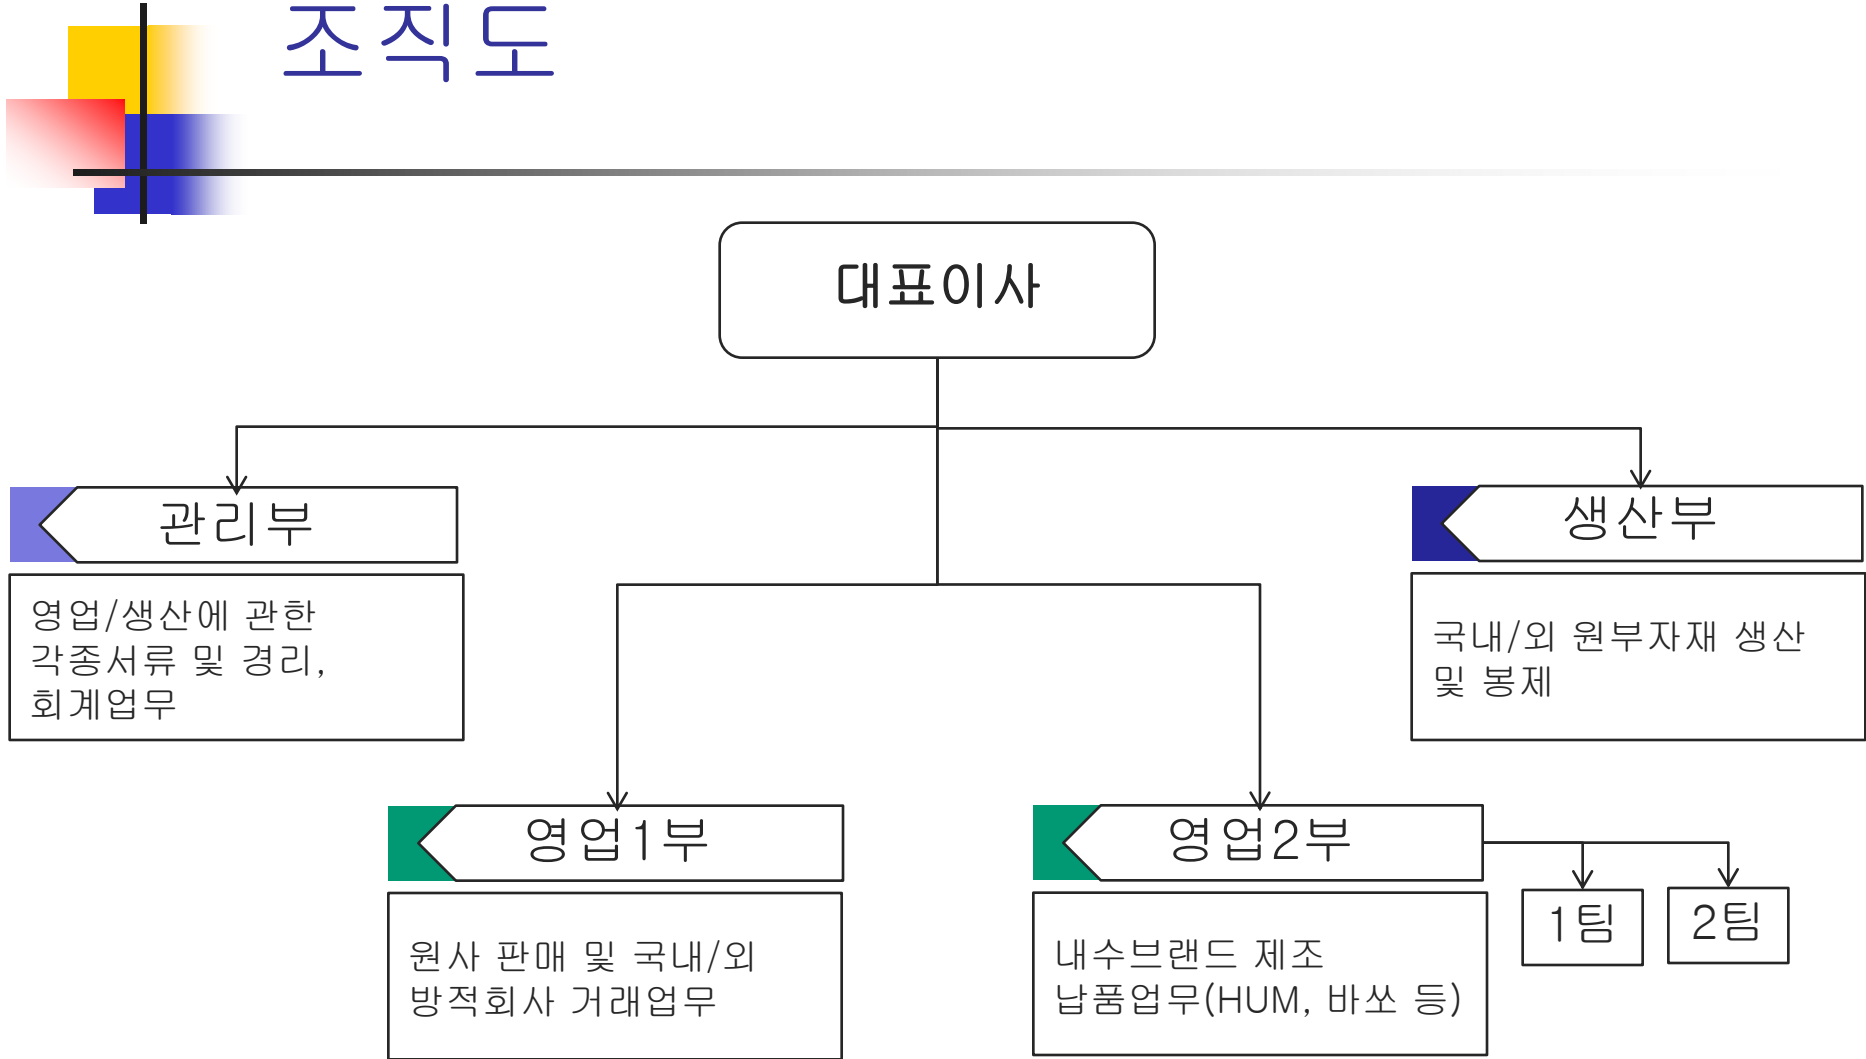 조직도
대표이사
관리부
영업/생산에 관한
각종서류 및 경리,
회계업무
생산부
국내/외 원부자재 생산
및 봉제
영업1부
원사 판매 및 국내/외
방적회사 거래업무
영업2부
내수브랜드 제조
납품업무(HUM, 바쏘 등)
1팀
2팀